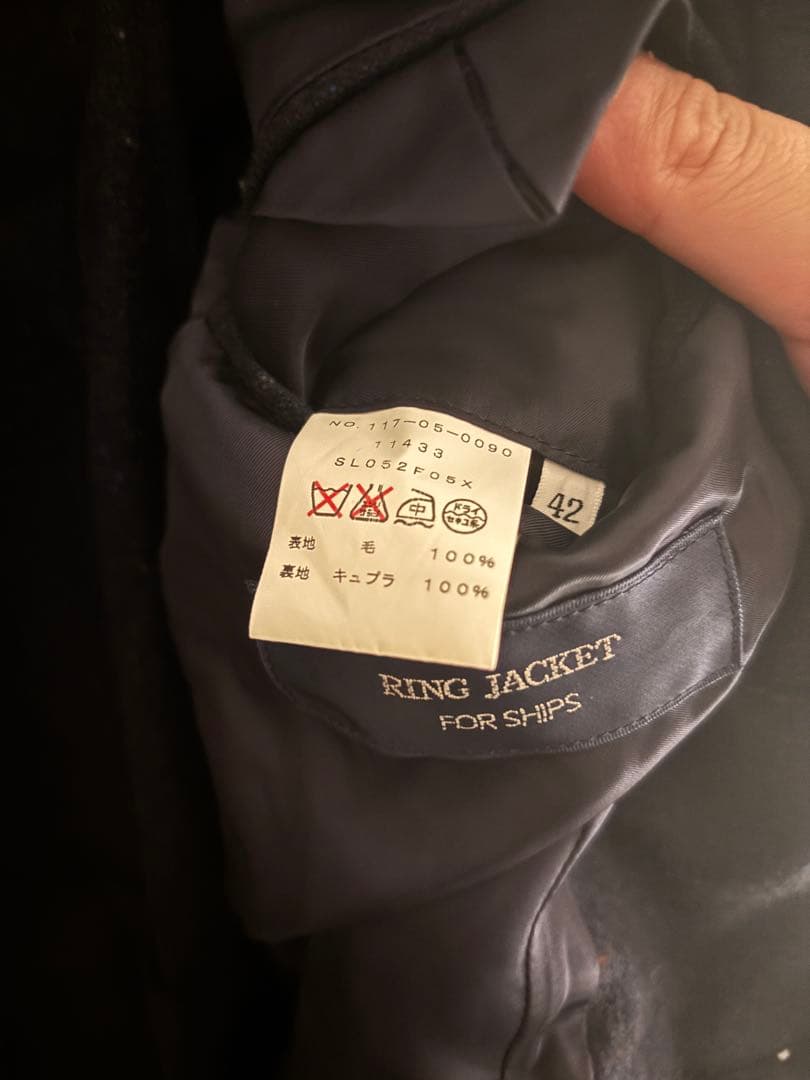 NO. 117-05-0090
11433
SL052F05X
中
ドライ
セキユ系
表地 毛 100%
裏地 キュプラ 100%
42
RING JACKET
FOR SHIPS